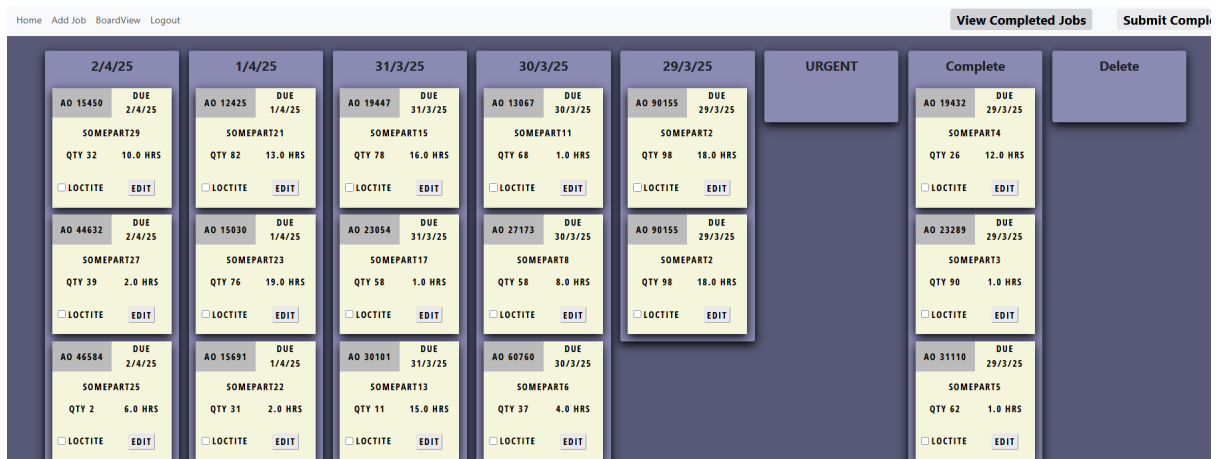 Home Add Job BoardView Logout View Completed Jobs Submit
2/4/25 1/4/25 31/3/25 30/3/25 29/3/25 URGENT Complete Delete
AO 15450 DUE 2/4/25
SOMEPART29
QTY 32 10.0 HRS
LOCTITE EDIT
AO 44632 DUE 2/4/25
SOMEPART27
QTY 39 2.0 HRS
LOCTITE EDIT
AO 46584 DUE 2/4/25
SOMEPART25
QTY 2 6.0 HRS
LOCTITE EDIT
AO 12425 DUE 1/4/25
SOMEPART21
QTY 82 13.0 HRS
LOCTITE EDIT
AO 15030 DUE 1/4/25
SOMEPART23
QTY 76 19.0 HRS
LOCTITE EDIT
AO 15691 DUE 1/4/25
SOMEPART22
QTY 31 2.0 HRS
LOCTITE EDIT
AO 19447 DUE 31/3/25
SOMEPART15
QTY 78 16.0 HRS
LOCTITE EDIT
AO 23054 DUE 31/3/25
SOMEPART17
QTY 58 1.0 HRS
LOCTITE EDIT
AO 30101 DUE 31/3/25
SOMEPART13
QTY 11 15.0 HRS
LOCTITE EDIT
AO 13067 DUE 30/3/25
SOMEPART11
QTY 68 1.0 HRS
LOCTITE EDIT
AO 27173 DUE 30/3/25
SOMEPART8
QTY 58 8.0 HRS
LOCTITE EDIT
AO 60760 DUE 30/3/25
SOMEPART6
QTY 37 4.0 HRS
LOCTITE EDIT
AO 90155 DUE 29/3/25
SOMEPART2
QTY 98 18.0 HRS
LOCTITE EDIT
AO 90155 DUE 29/3/25
SOMEPART2
QTY 98 18.0 HRS
LOCTITE EDIT
AO 19432 DUE 29/3/25
SOMEPART4
QTY 26 12.0 HRS
LOCTITE EDIT
AO 23289 DUE 29/3/25
SOMEPART3
QTY 90 1.0 HRS
LOCTITE EDIT
AO 31110 DUE 29/3/25
SOMEPART5
QTY 62 1.0 HRS
LOCTITE EDIT